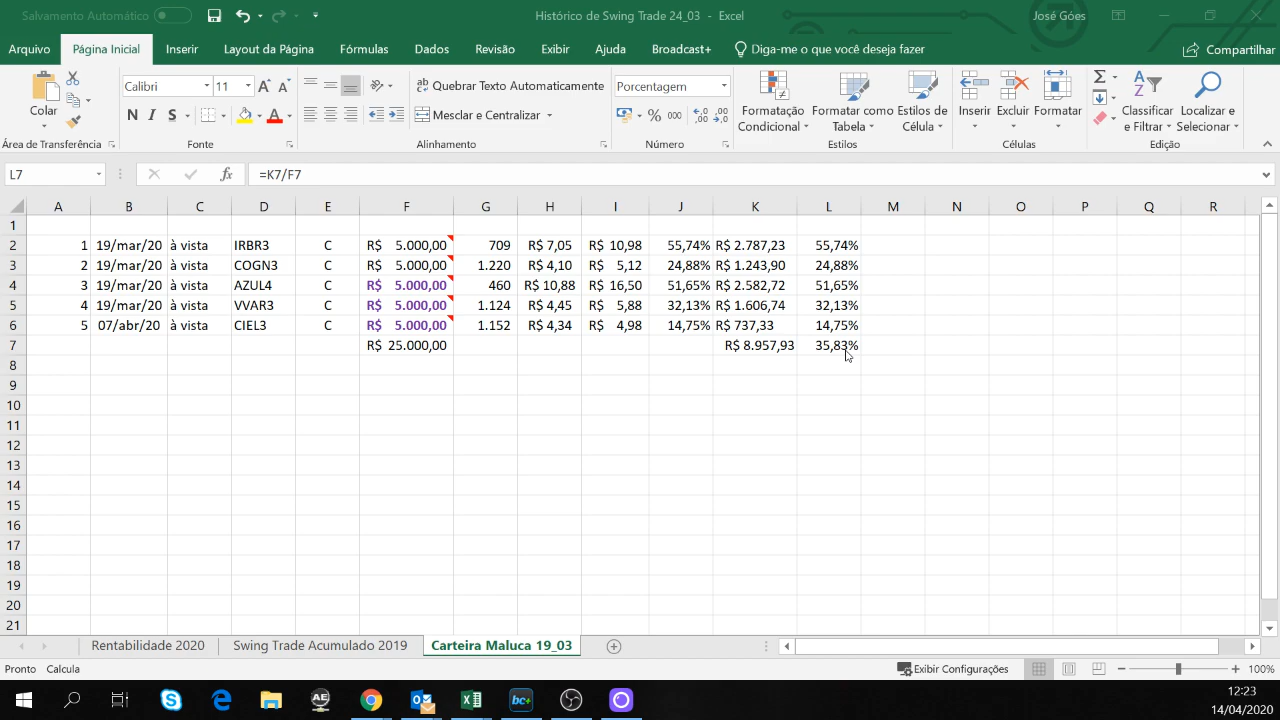 Salvamento Automático
Histórico de Swing Trade 24_03 - Excel
José Góes
Arquivo Página Inicial Inserir Layout da Página Fórmulas Dados Revisão Exibir Ajuda Broadcast+ Diga-me o que você deseja fazer Compartilhar
Colar
Calibri 11
N I S
Quebrar Texto Automaticamente
Mesclar e Centralizar
Porcentagem
% 000
Formatação Condicional
Formatar como Tabela
Estilos de Célula
Inserir Excluir Formatar
Classificar e Filtrar
Localizar e Selecionar
Área de Transferência Fonte Alinhamento Número Estilos Células Edição
L7 fx =K7/F7
A B C D E F G H I J K L M N O P Q R
1
2 1 19/mar/20 à vista IRBR3 C R$ 5.000,00 709 R$ 7,05 R$ 10,98 55,74% R$ 2.787,23 55,74%
3 2 19/mar/20 à vista COGN3 C R$ 5.000,00 1.220 R$ 4,10 R$ 5,12 24,88% R$ 1.243,90 24,88%
4 3 19/mar/20 à vista AZUL4 C R$ 5.000,00 460 R$ 10,88 R$ 16,50 51,65% R$ 2.582,72 51,65%
5 4 19/mar/20 à vista VVAR3 C R$ 5.000,00 1.124 R$ 4,45 R$ 5,88 32,13% R$ 1.606,74 32,13%
6 5 07/abr/20 à vista CIEL3 C R$ 5.000,00 1.152 R$ 4,34 R$ 4,98 14,75% R$ 737,33 14,75%
7 R$ 25.000,00 R$ 8.957,93 35,83%
8
9
10
11
12
13
14
15
16
17
18
19
20
21
Rentabilidade 2020 Swing Trade Acumulado 2019 Carteira Maluca 19_03
Pronto Calcula Exibir Configurações 100%
AE bc+
12:23
14/04/2020